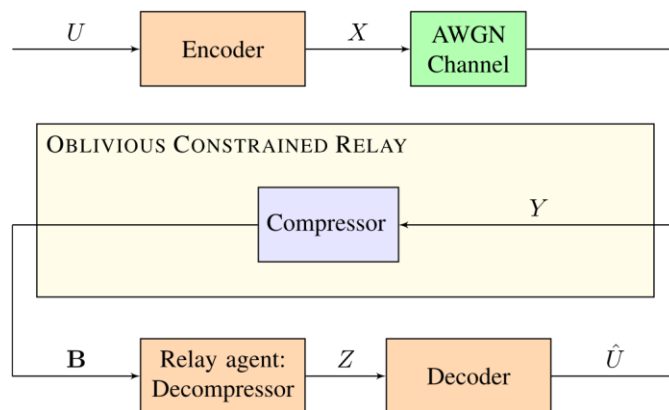 U
Encoder
X
AWGN
Channel
OBLIVIOUS CONSTRAINED RELAY
Compressor
Y
B
Relay agent:
Decompressor
Z
Decoder
Û